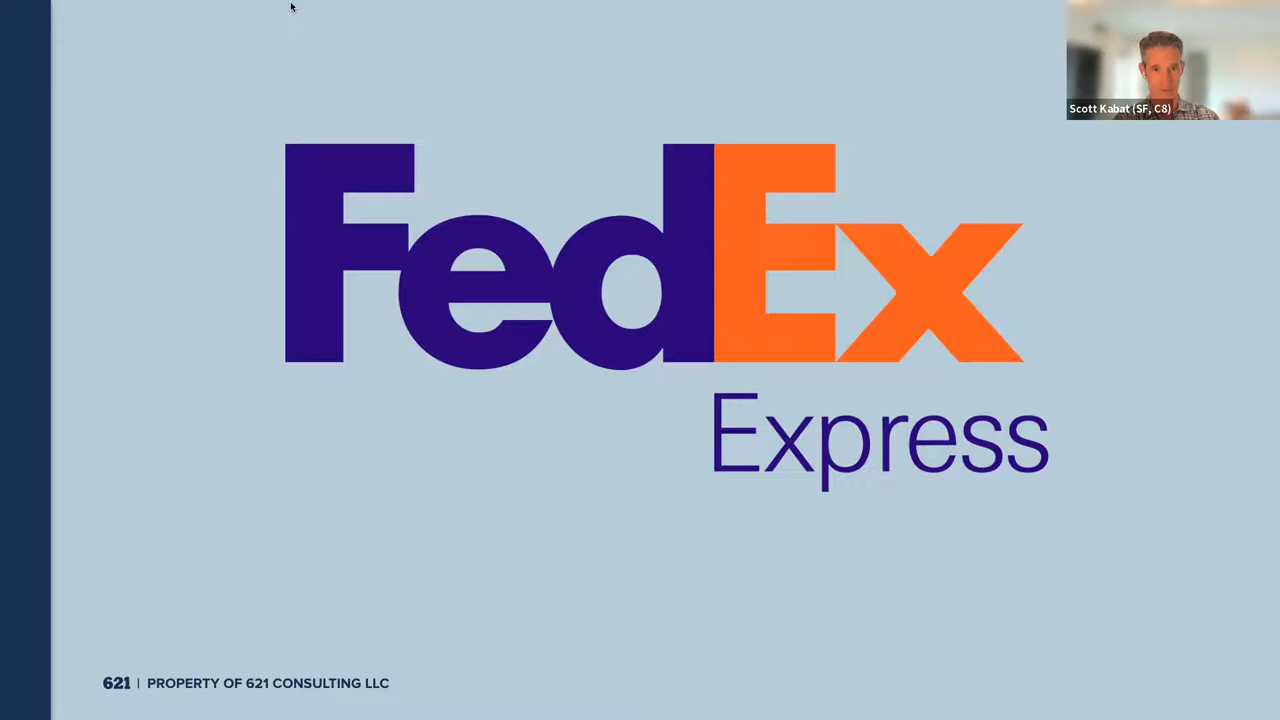 Scott Kabat (SF, C8)
FedEx
Express
621 | PROPERTY OF 621 CONSULTING LLC